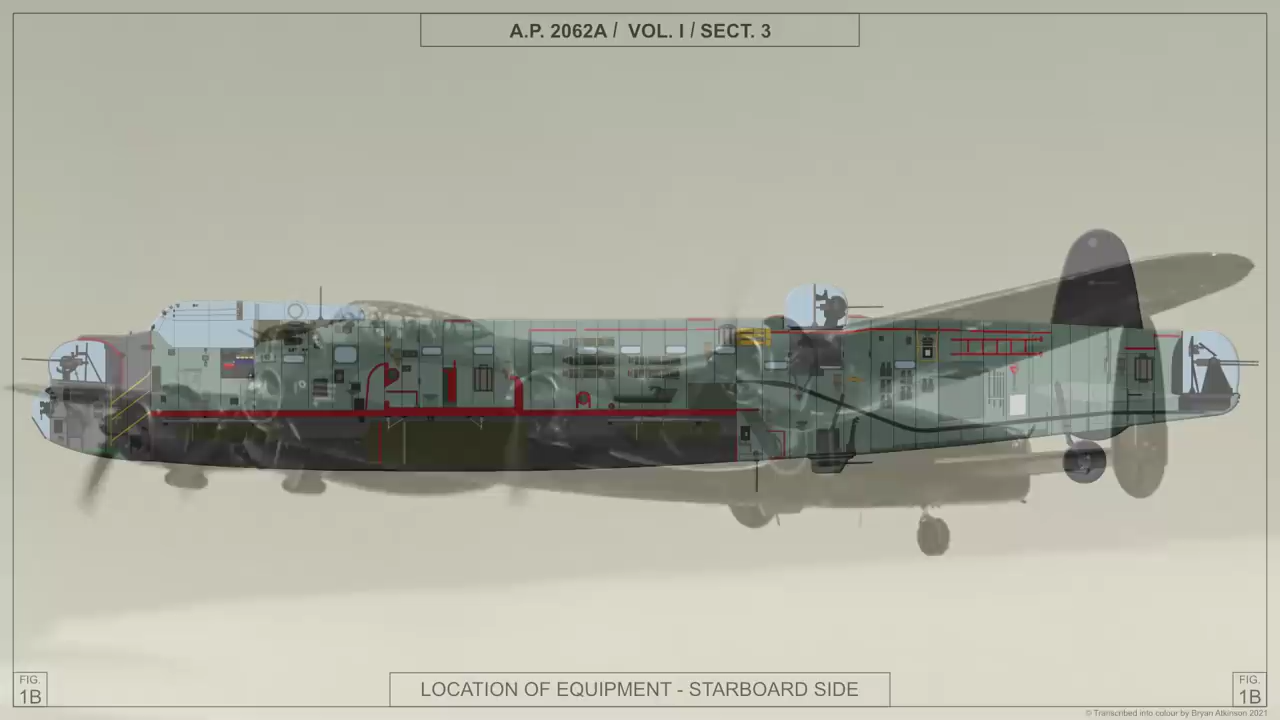 A.P. 2062A / VOL. I / SECT. 3
FIG.
1B
LOCATION OF EQUIPMENT - STARBOARD SIDE
FIG.
1B
© Transcribed into colour by Bryan Atkinson 2021